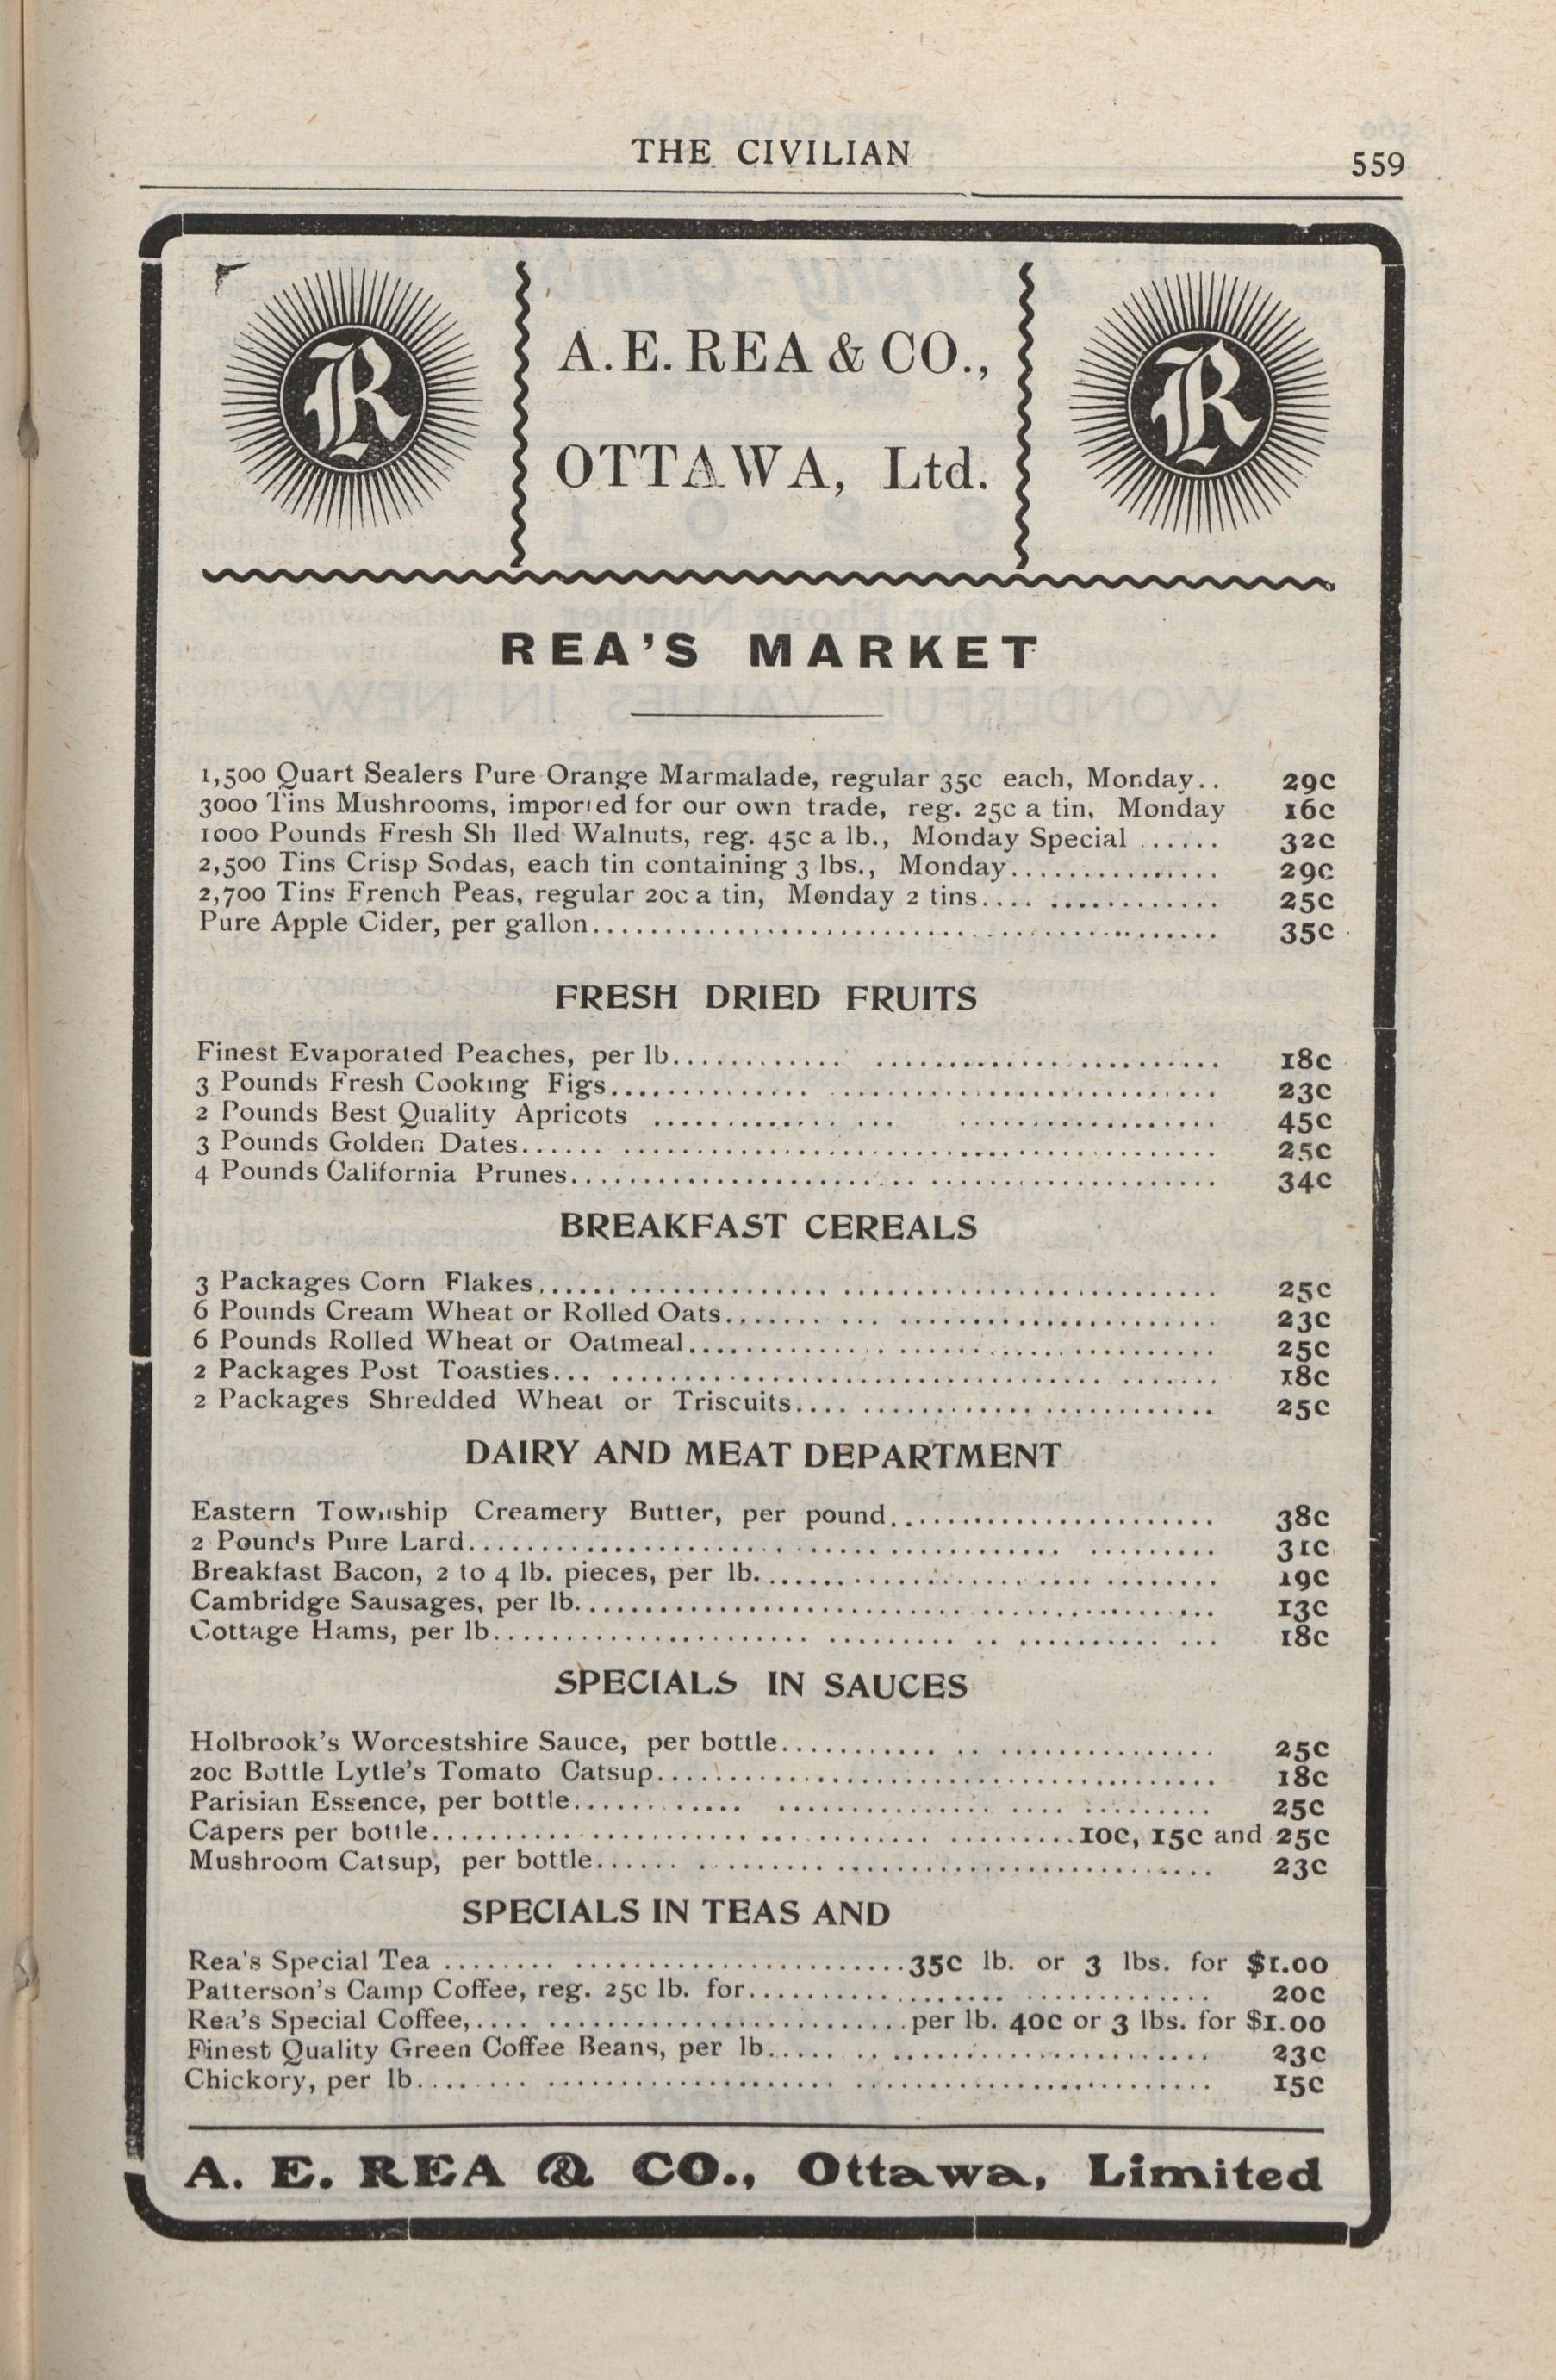 THE CIVILIAN
559
R
A. E. REA & CO.,
OTTAWA, Ltd.
R
REA'S MARKET
1,500 Quart Sealers Pure Orange Marmalade, regular 35c each, Monday.. 29c
3000 Tins Mushrooms, imported for our own trade, reg. 25c a tin, Monday 16c
1000 Pounds Fresh Sh lled Walnuts, reg. 45c a lb., Monday Special ...... 32c
2,500 Tins Crisp Sodas, each tin containing 3 lbs., Monday............... 29c
2,700 Tins French Peas, regular 20c a tin, Monday 2 tins.... ............ 25c
Pure Apple Cider, per gallon........................................ 35c
FRESH DRIED FRUITS
Finest Evaporated Peaches, per lb............ ........................ 18c
3 Pounds Fresh Cooking Figs.............. .......................... 23c
2 Pounds Best Quality Apricots ............. ... .................. 45c
3 Pounds Golden Dates...... ........................................ 25c
4 Pounds California Prunes........................ .................... 34c
BREAKFAST CEREALS
3 Packages Corn Flakes....... ................ .......................... 25c
6 Pounds Cream Wheat or Rolled Oats....... ... ........................ 23c
6 Pounds Rolled Wheat or Oatmeal.................................... 25c
2 Packages Post Toasties... .................................... ....... 18c
2 Packages Shredded Wheat or Triscuits.... ............ ............ 25c
DAIRY AND MEAT DEPARTMENT
Eastern Township Creamery Butter, per pound....................... 38c
2 Pounds Pure Lard........................................ ......... 31c
Breakfast Bacon, 2 to 4 lb. pieces, per lb........................ ........ 19c
Cambridge Sausages, per lb........................................... 13c
Cottage Hams, per lb...................... ......... .. .......... ... 18c
SPECIALS IN SAUCES
Holbrook's Worcestshire Sauce, per bottle........... .. ............... 25c
20c Bottle Lytle's Tomato Catsup...................................... 18c
Parisian Essence, per bottle............ ................ .... ......... 25c
Capers per bottle...................... ............ .........10c, 15c and 25c
Mushroom Catsup, per bottle...... .................................... 23c
SPECIALS IN TEAS AND
Rea's Special Tea ........ .......................35c lb. or 3 lbs. for $1.00
Patterson's Camp Coffee, reg. 25c lb. for................. ............. 20c
Rea's Special Coffee,.... .........................per lb. 40c or 3 lbs. for $1.00
Finest Quality Green Coffee Beans, per lb........ ...................... 23c
Chickory, per lb........ .................... ......................... 15c
A. E. REA & CO., Ottawa, Limited